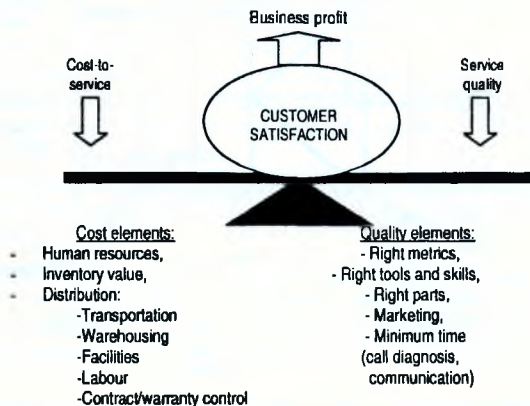 Business profit
Cost-to-
service
Service
quality
CUSTOMER
SATISFACTION
Cost elements:
- Human resources,
- Inventory value,
- Distribution:
-Transportation
-Warehousing
-Facilities
-Labour
-Contract/warranty control
Quality elements:
- Right metrics,
- Right tools and skills,
- Right parts,
- Marketing,
- Minimum time
(call diagnosis,
communication)